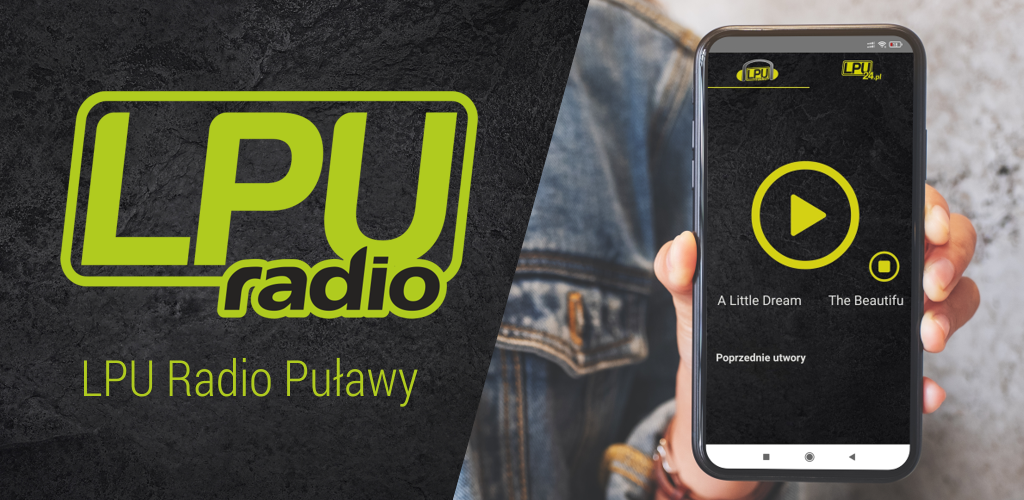 LPU
radio
LPU Radio Puławy
LPU
LPU
24.pl
A Little Dream
The Beautifu
Poprzednie utwory